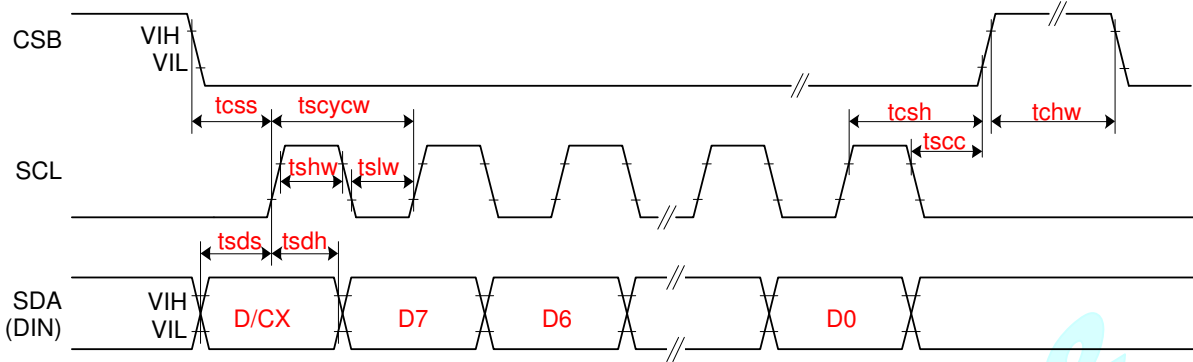 CSB
VIH
VIL
tcss
tscycw
tcsh
tchw
tscc
SCL
tshw
tslw
tsds
tsdh
SDA
(DIN)
VIH
VIL
D/CX
D7
D6
D0